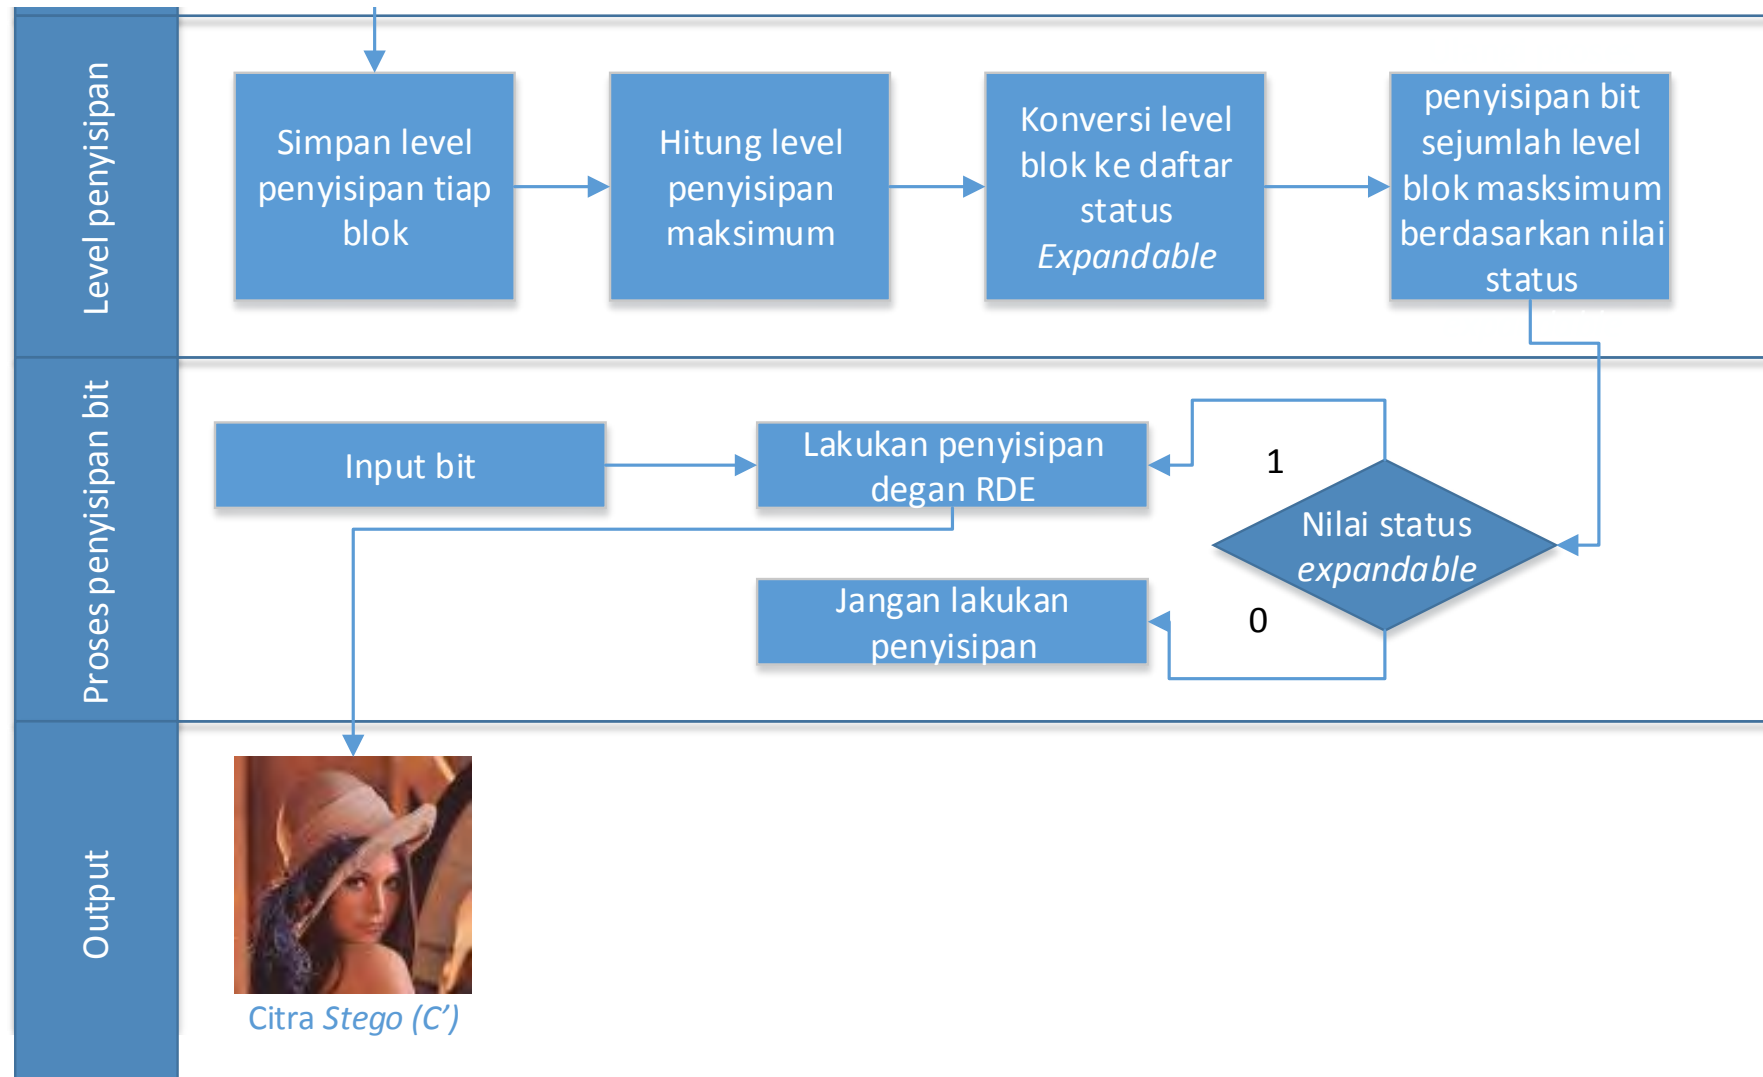 Level penyisipan
Simpan level
penyisipan tiap
blok
Hitung level
penyisipan
maksimum
Konversi level
blok ke daftar
status
Expandable
penyisipan bit
sejumlah level
blok masksimum
berdasarkan nilai
status
Proses penyisipan bit
Input bit
Lakukan penyisipan
degan RDE
1
Nilai status
expandable
Jangan lakukan
penyisipan
0
Output
Citra Stego (C’)